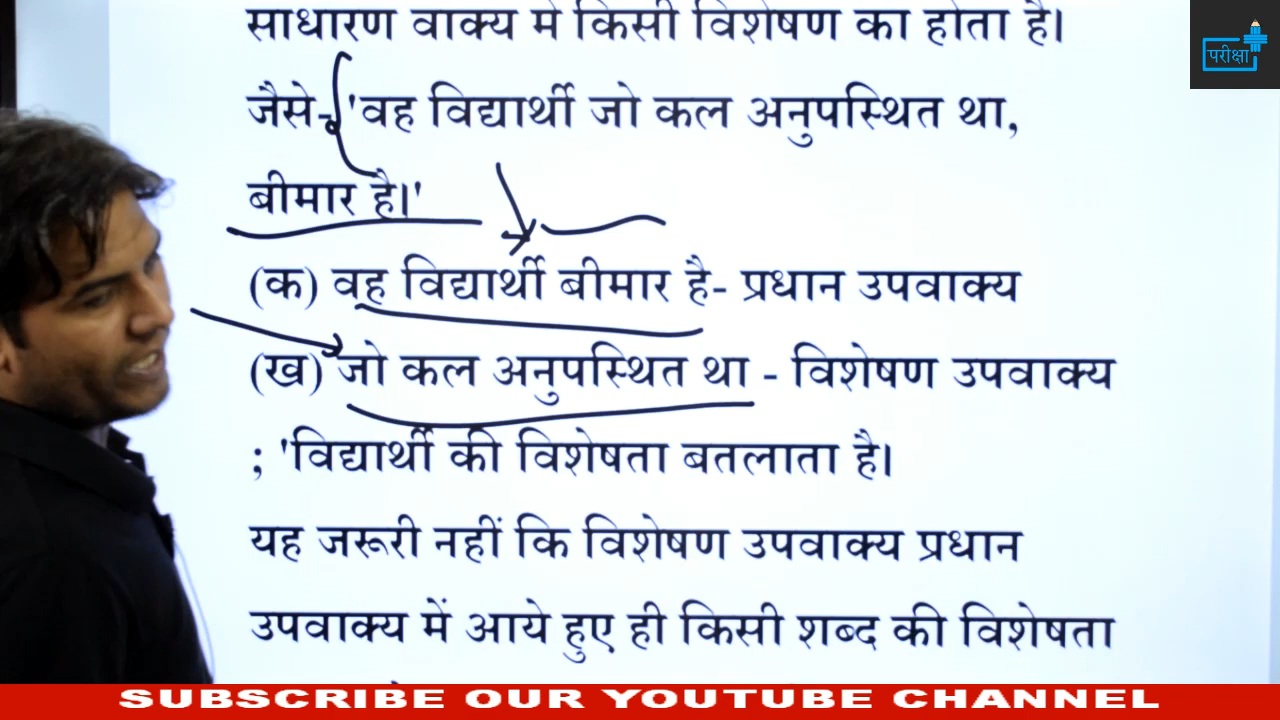 साधारण वाक्य में किसी विशेषण का होता है।
परीक्षा
जैसे- 'वह विद्यार्थी जो कल अनुपस्थित था,
बीमार है।'
(क) वह विद्यार्थी बीमार है- प्रधान उपवाक्य
(ख) जो कल अनुपस्थित था - विशेषण उपवाक्य
; 'विद्यार्थी की विशेषता बतलाता है।
यह जरूरी नहीं कि विशेषण उपवाक्य प्रधान
उपवाक्य में आये हुए ही किसी शब्द की विशेषता
SUBSCRIBE OUR YOUTUBE CHANNEL